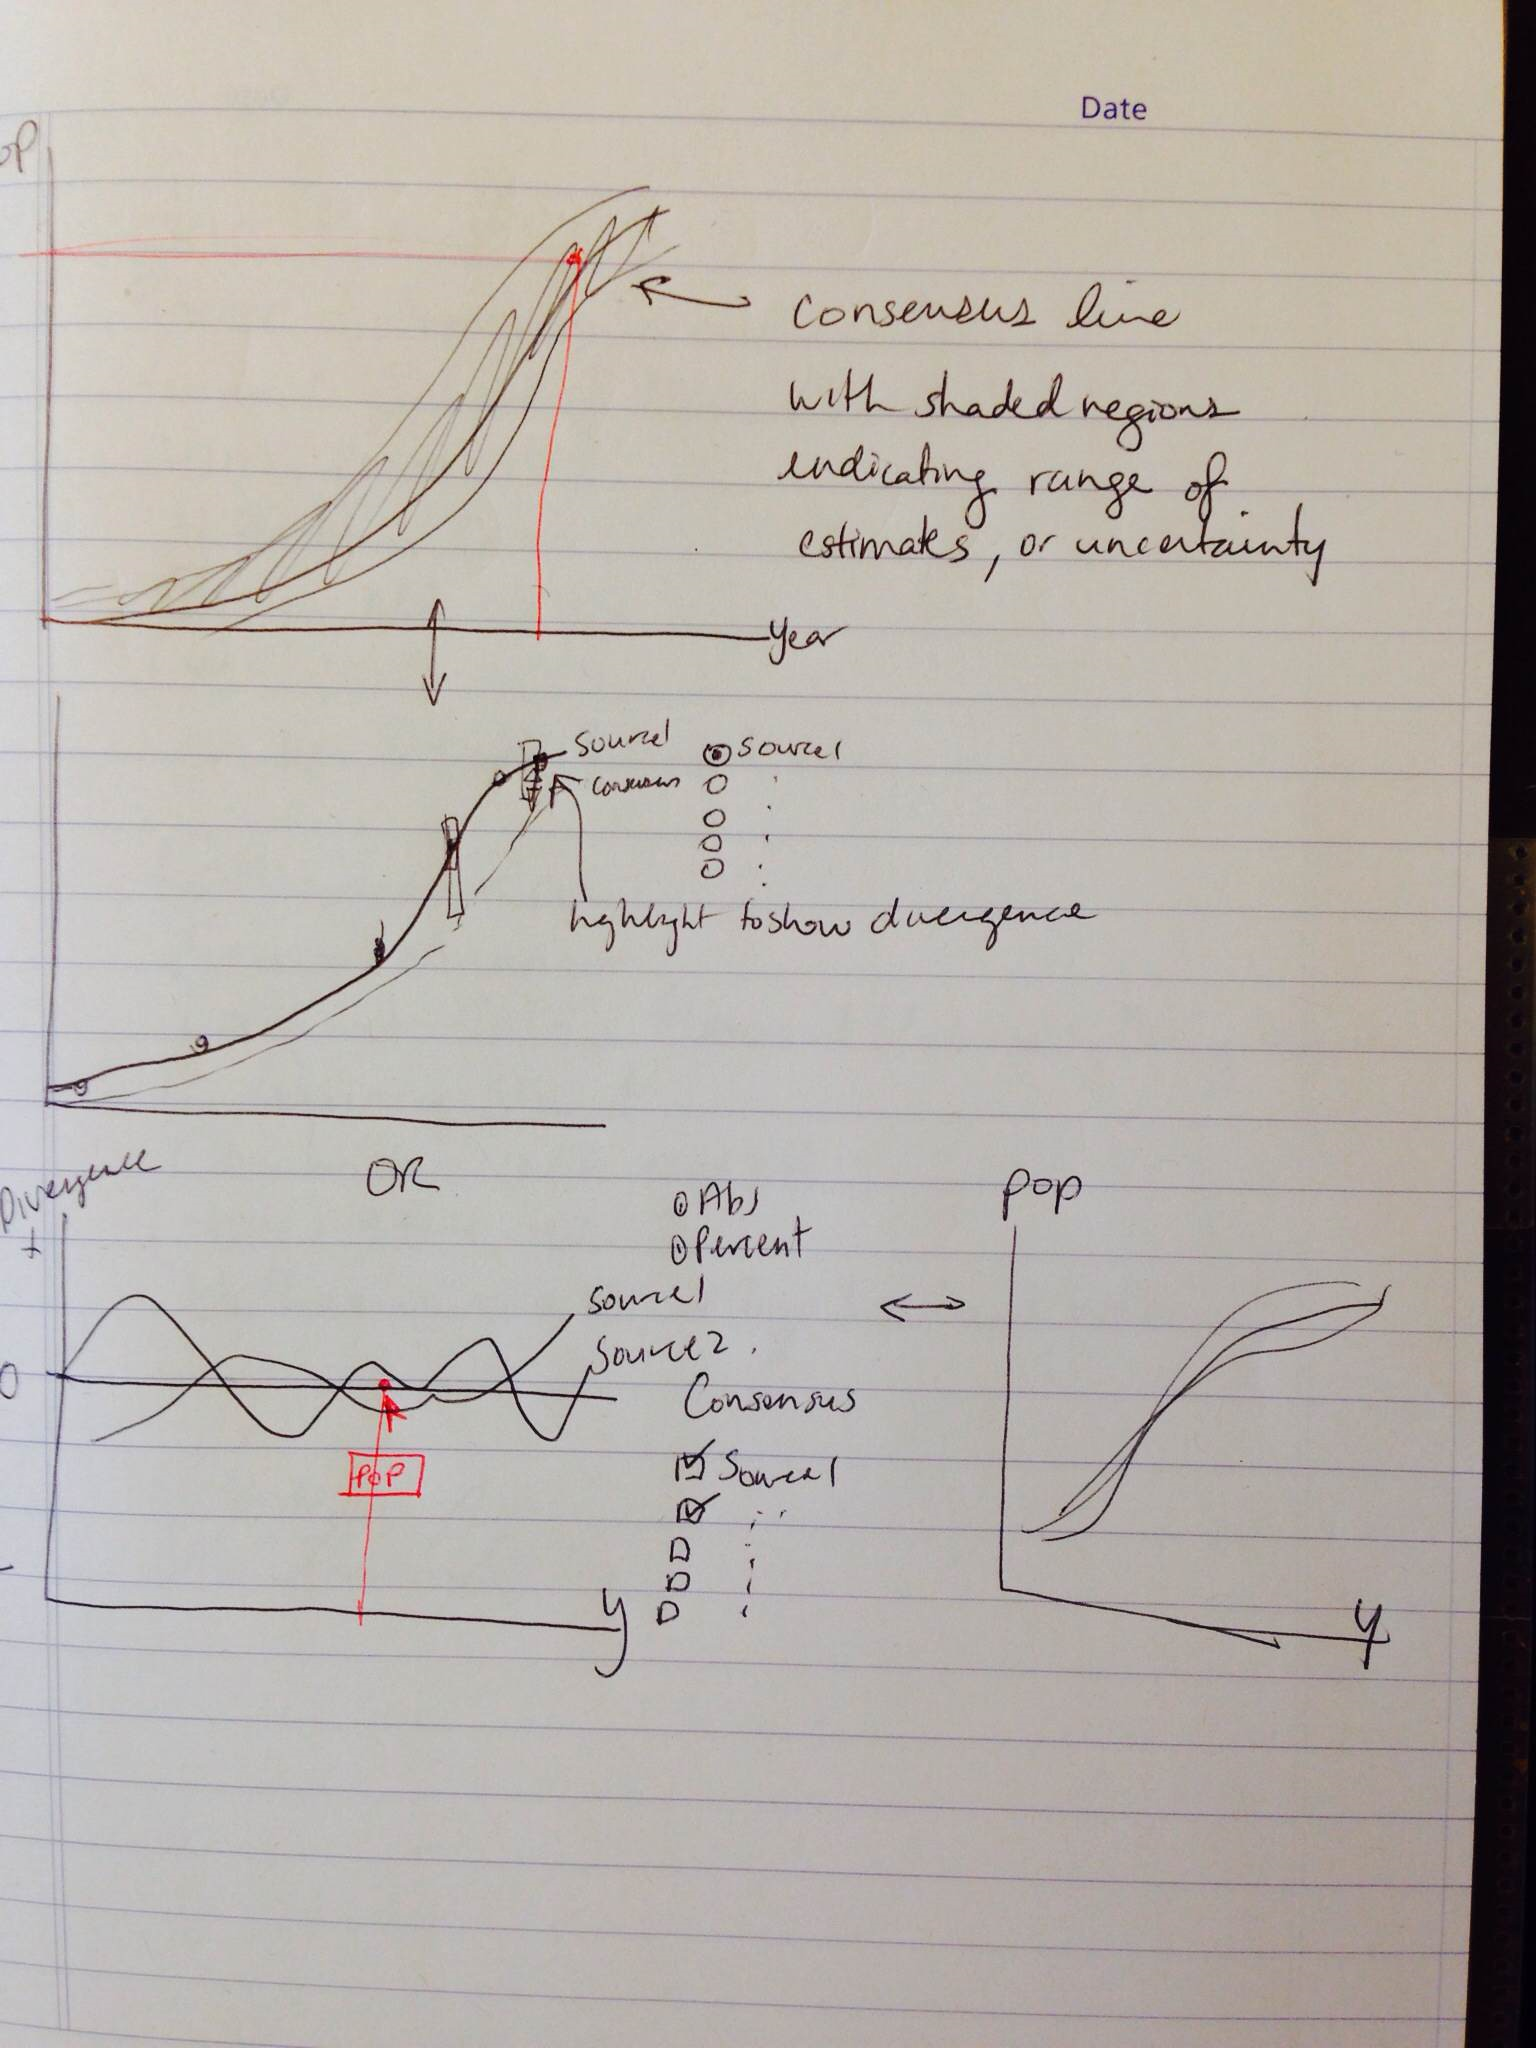 Date
OP
Consensus line
with shaded regions
indicating range of
estimates, or uncertainty
Year
Source1
Source1
Consensus
highlight to show divergence
Divergence
+
OR
Abs
Percent
Pop
Source1
Source2
0
Consensus
POP
Source1
-
y
y